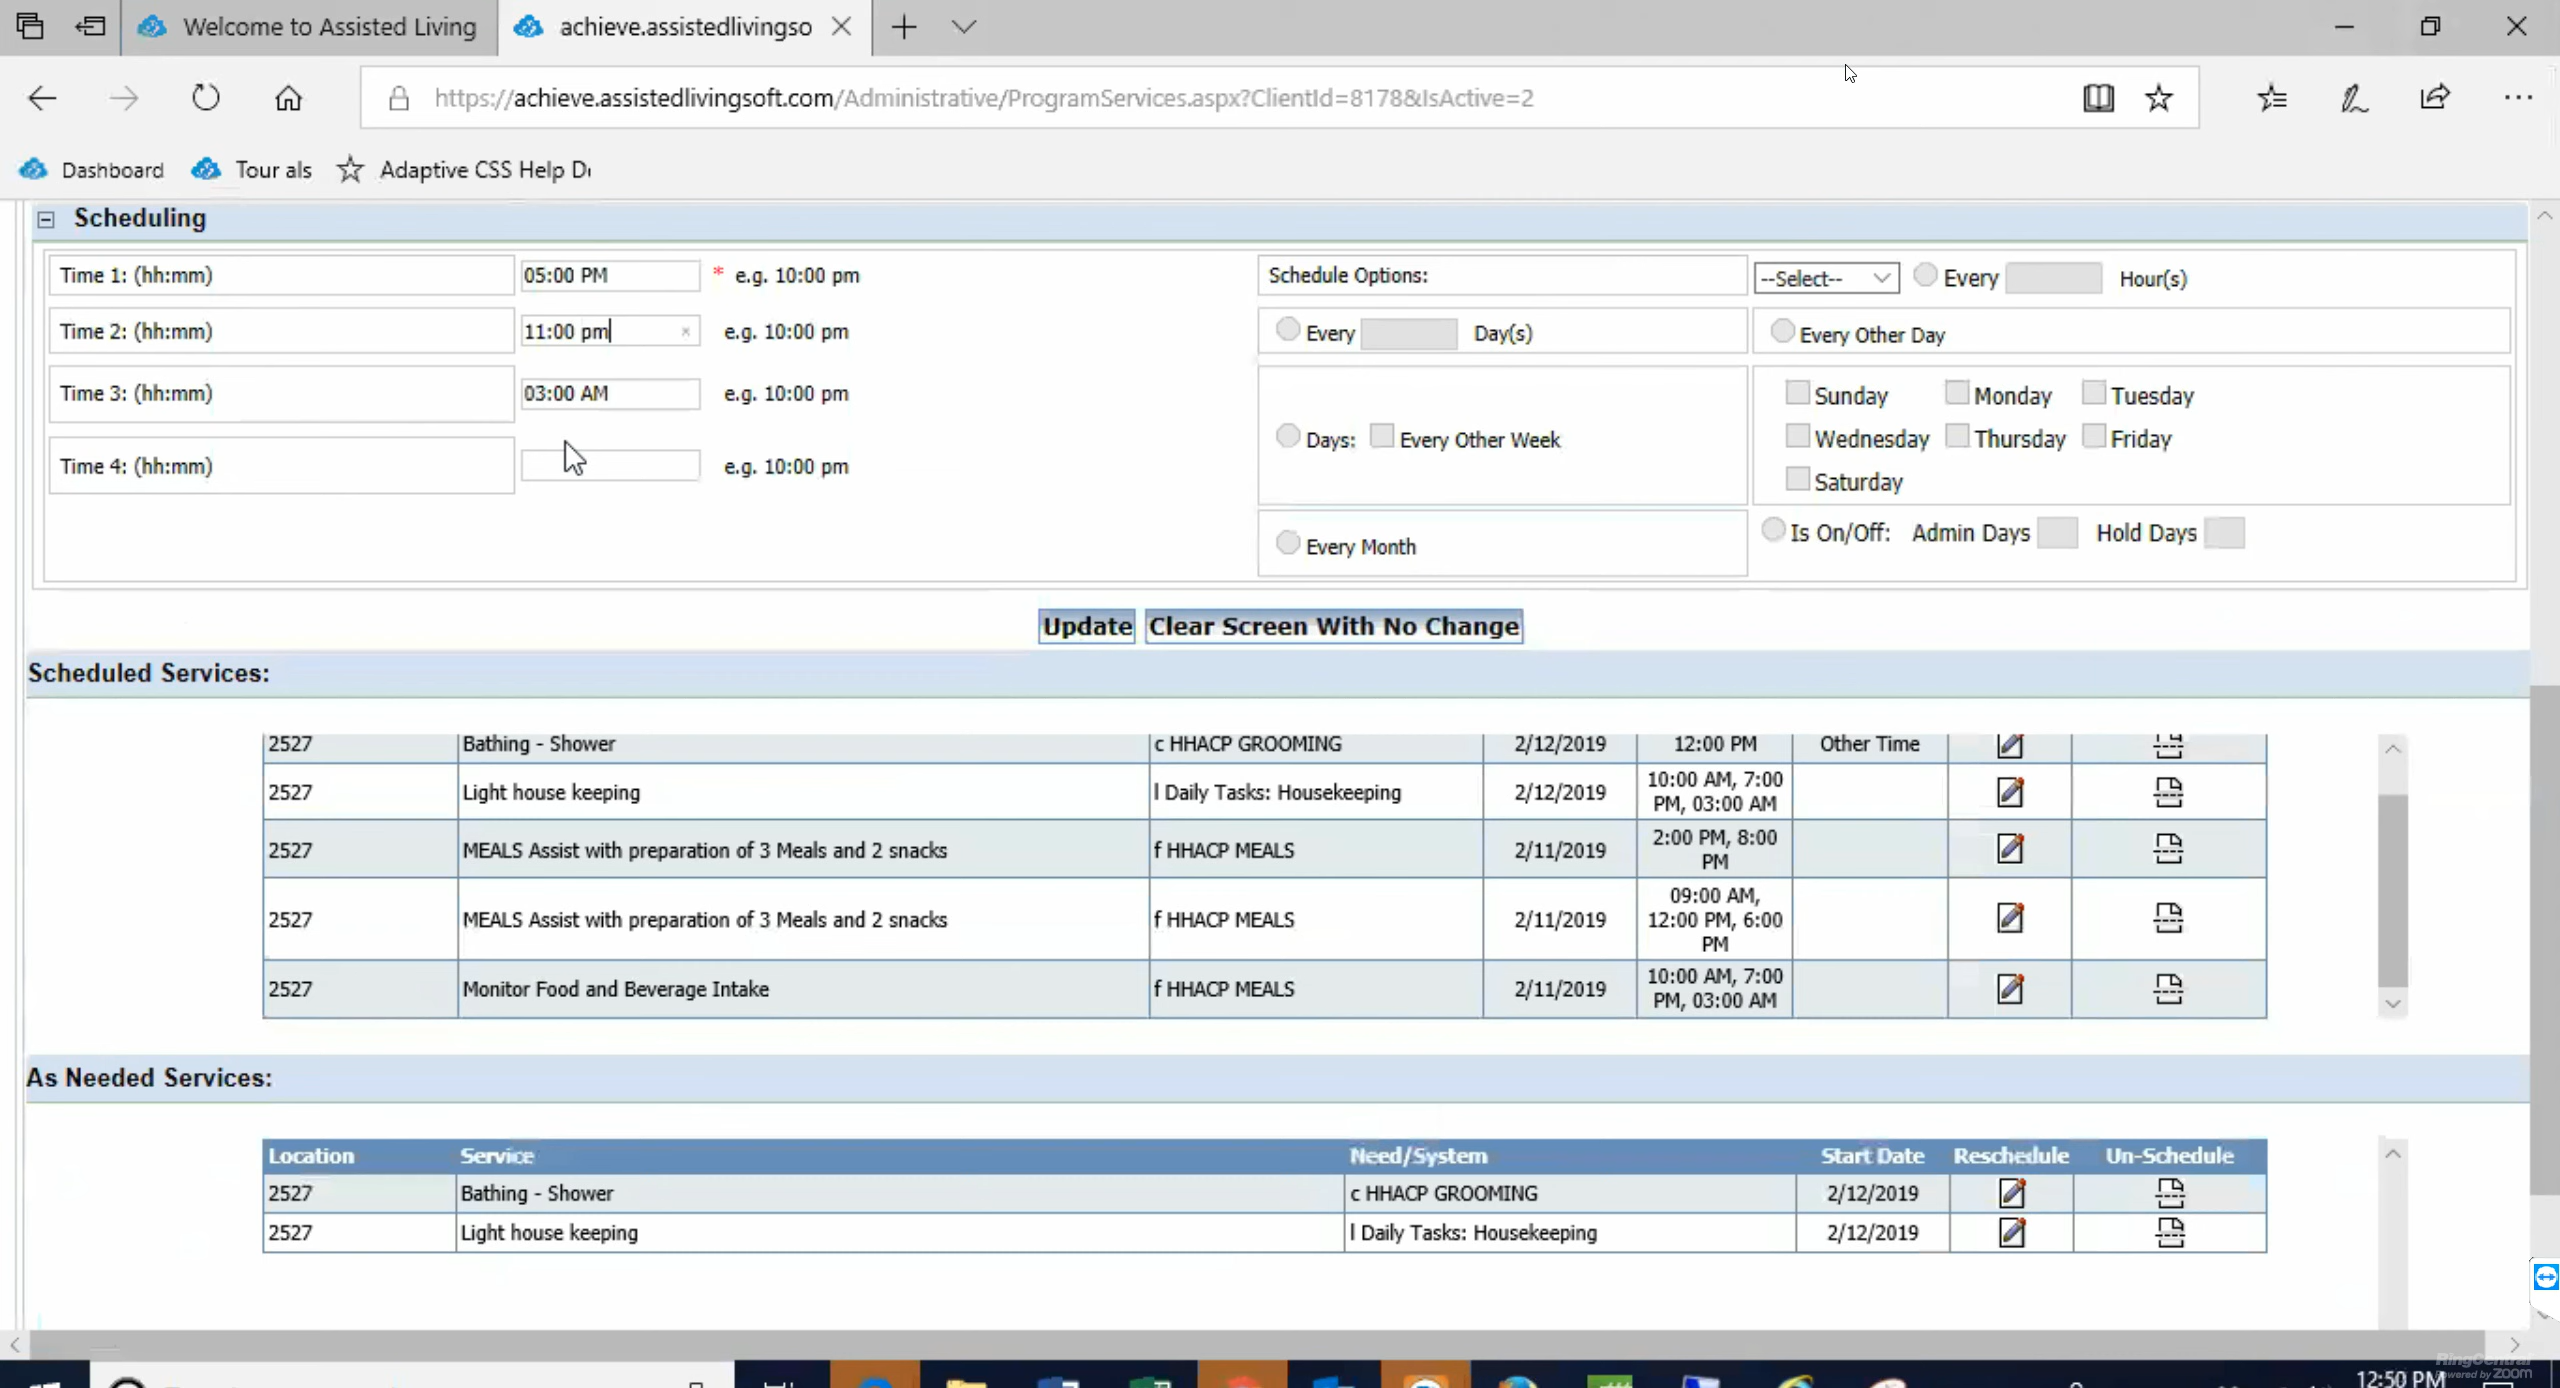 Welcome to Assisted Living
achieve.assistedlivingso
https://achieve.assistedlivingsoft.com/Administrative/ProgramServices.aspx?ClientId=8178&IsActive=2
Dashboard Tour als Adaptive CSS Help D
Scheduling
Time 1: (hh:mm) 05:00 PM * e.g. 10:00 pm Schedule Options: --Select-- Every Hour(s)
Time 2: (hh:mm) 11:00 pm e.g. 10:00 pm Every Day(s) Every Other Day
Time 3: (hh:mm) 03:00 AM e.g. 10:00 pm Sunday Monday Tuesday
Days: Every Other Week Wednesday Thursday Friday
Time 4: (hh:mm) e.g. 10:00 pm Saturday
Every Month Is On/Off: Admin Days Hold Days
Update Clear Screen With No Change
Scheduled Services:
2527 Bathing - Shower c HHACP GROOMING 2/12/2019 12:00 PM Other Time
2527 Light house keeping l Daily Tasks: Housekeeping 2/12/2019 10:00 AM, 7:00
PM, 03:00 AM
2527 MEALS Assist with preparation of 3 Meals and 2 snacks f HHACP MEALS 2/11/2019 2:00 PM, 8:00
PM
2527 MEALS Assist with preparation of 3 Meals and 2 snacks f HHACP MEALS 2/11/2019 09:00 AM,
12:00 PM, 6:00
PM
2527 Monitor Food and Beverage Intake f HHACP MEALS 2/11/2019 10:00 AM, 7:00
PM, 03:00 AM
As Needed Services:
Location Service Need/System Start Date Reschedule Un-Schedule
2527 Bathing - Shower c HHACP GROOMING 2/12/2019
2527 Light house keeping l Daily Tasks: Housekeeping 2/12/2019
RingCentral
powered by zoom
12:50 PM